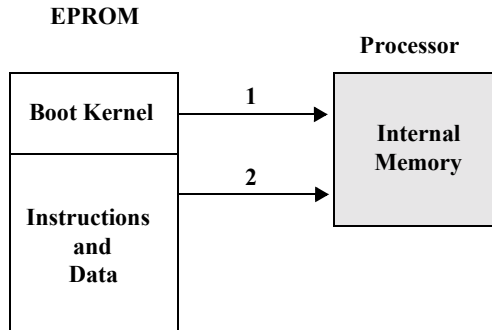 EPROM
Processor
Boot Kernel
1
Internal
Memory
2
Instructions
and
Data